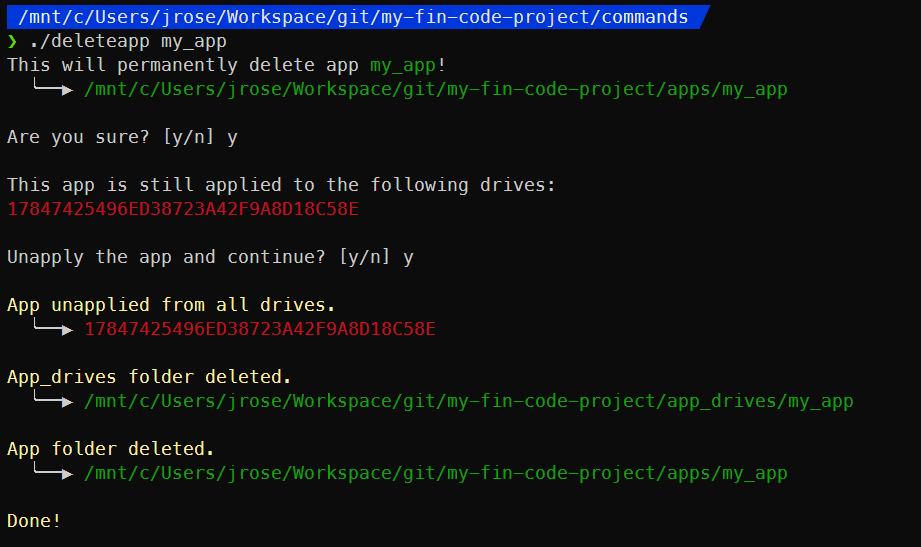 /mnt/c/Users/jrose/Workspace/git/my-fin-code-project/commands
❯ ./deleteapp my_app
This will permanently delete app my_app!
╰─▶ /mnt/c/Users/jrose/Workspace/git/my-fin-code-project/apps/my_app
Are you sure? [y/n] y
This app is still applied to the following drives:
17847425496ED38723A42F9A8D18C58E
Unapply the app and continue? [y/n] y
App unapplied from all drives.
╰─▶ 17847425496ED38723A42F9A8D18C58E
App_drives folder deleted.
╰─▶ /mnt/c/Users/jrose/Workspace/git/my-fin-code-project/app_drives/my_app
App folder deleted.
╰─▶ /mnt/c/Users/jrose/Workspace/git/my-fin-code-project/apps/my_app
Done!